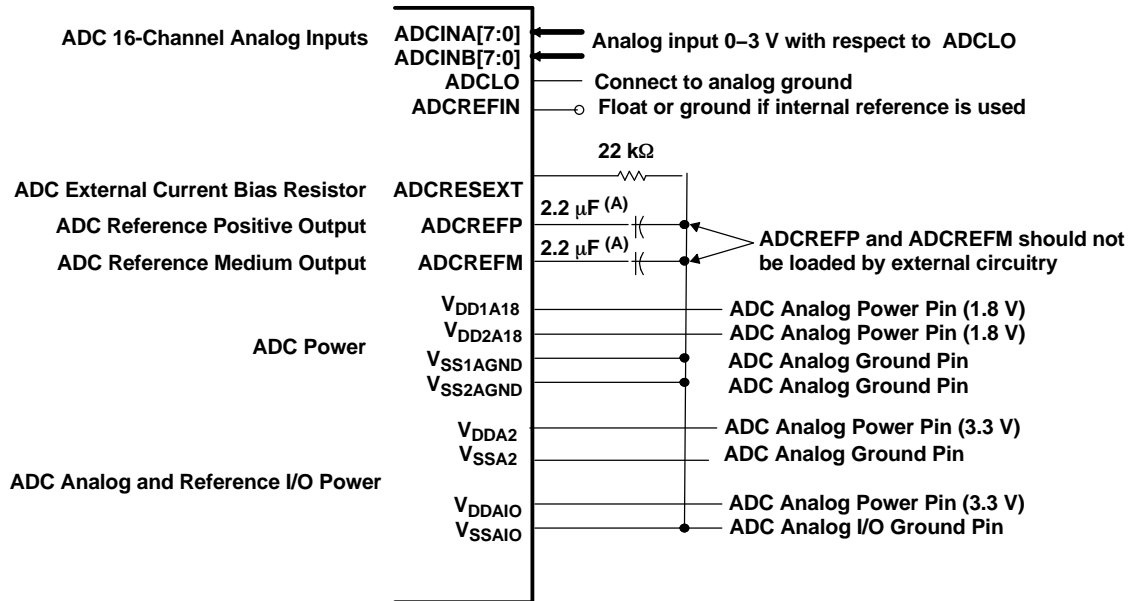 ADC 16-Channel Analog Inputs
ADCINA[7:0]
ADCINB[7:0]
Analog input 0–3 V with respect to ADCLO
ADCLO
Connect to analog ground
ADCREFIN
Float or ground if internal reference is used
22 kΩ
ADC External Current Bias Resistor
ADCRESEXT
ADC Reference Positive Output
ADCREFP
2.2 μF (A)
ADC Reference Medium Output
ADCREFM
2.2 μF (A)
ADCREFP and ADCREFM should not
be loaded by external circuitry
ADC Power
VDD1A18
ADC Analog Power Pin (1.8 V)
VDD2A18
ADC Analog Power Pin (1.8 V)
VSS1AGND
ADC Analog Ground Pin
VSS2AGND
ADC Analog Ground Pin
ADC Analog and Reference I/O Power
VDDA2
ADC Analog Power Pin (3.3 V)
VSSA2
ADC Analog Ground Pin
VDDAIO
ADC Analog Power Pin (3.3 V)
VSSAIO
ADC Analog I/O Ground Pin